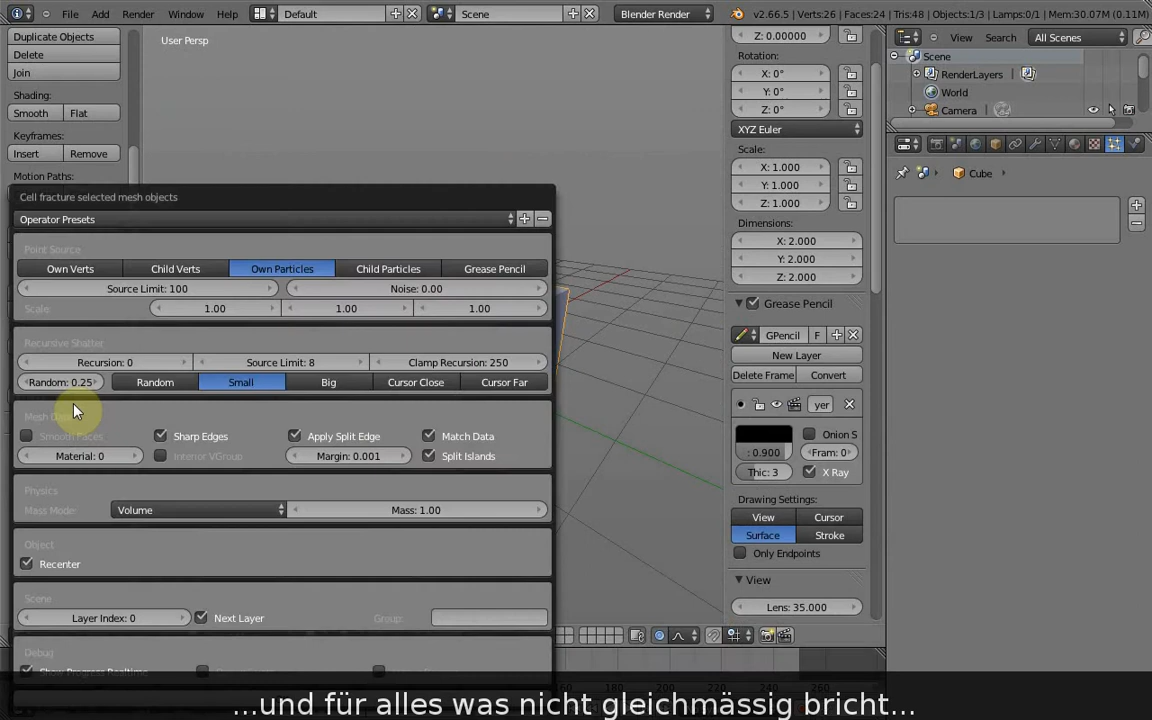 File Add Render Window Help Default Scene Blender Render v2.66.5 | Verts:26 | Faces:24 | Tris:48 | Objects:1/3 | Lamps:0/1 | Mem:30.07M (0.11M)
Duplicate Objects
Delete
Join
Shading:
Smooth Flat
Keyframes:
Insert Remove
Motion Paths:
User Persp
Cell fracture selected mesh objects
Operator Presets
Point Source
Own Verts Child Verts Own Particles Child Particles Grease Pencil
Source Limit: 100 Noise: 0.00
Scale: 1.00 1.00 1.00
Recursive Shatter
Recursion: 0 Source Limit: 8 Clamp Recursion: 250
Random: 0.25 Random Small Big Cursor Close Cursor Far
Mesh
Smooth Faces Sharp Edges Apply Split Edge Match Data
Material: 0 Interior VGroup Margin: 0.001 Split Islands
Physics
Mass Mode: Volume Mass: 1.00
Object
Recenter
Scene
Layer Index: 0 Next Layer Group:
Debug
Show Progress Realtime
Z: 0.00000
Rotation:
X: 0°
Y: 0°
Z: 0°
XYZ Euler
Scale:
X: 1.000
Y: 1.000
Z: 1.000
Dimensions:
X: 2.000
Y: 2.000
Z: 2.000
Grease Pencil
GPencil F
New Layer
Delete Frame Convert
yer
Onion S
: 0.900 Fram: 0
Thic: 3 X Ray
Drawing Settings:
View Cursor
Surface Stroke
Only Endpoints
View
Lens: 35.000
View Search All Scenes
Scene
RenderLayers
World
Camera
Cube
...und für alles was nicht gleichmässig bricht...